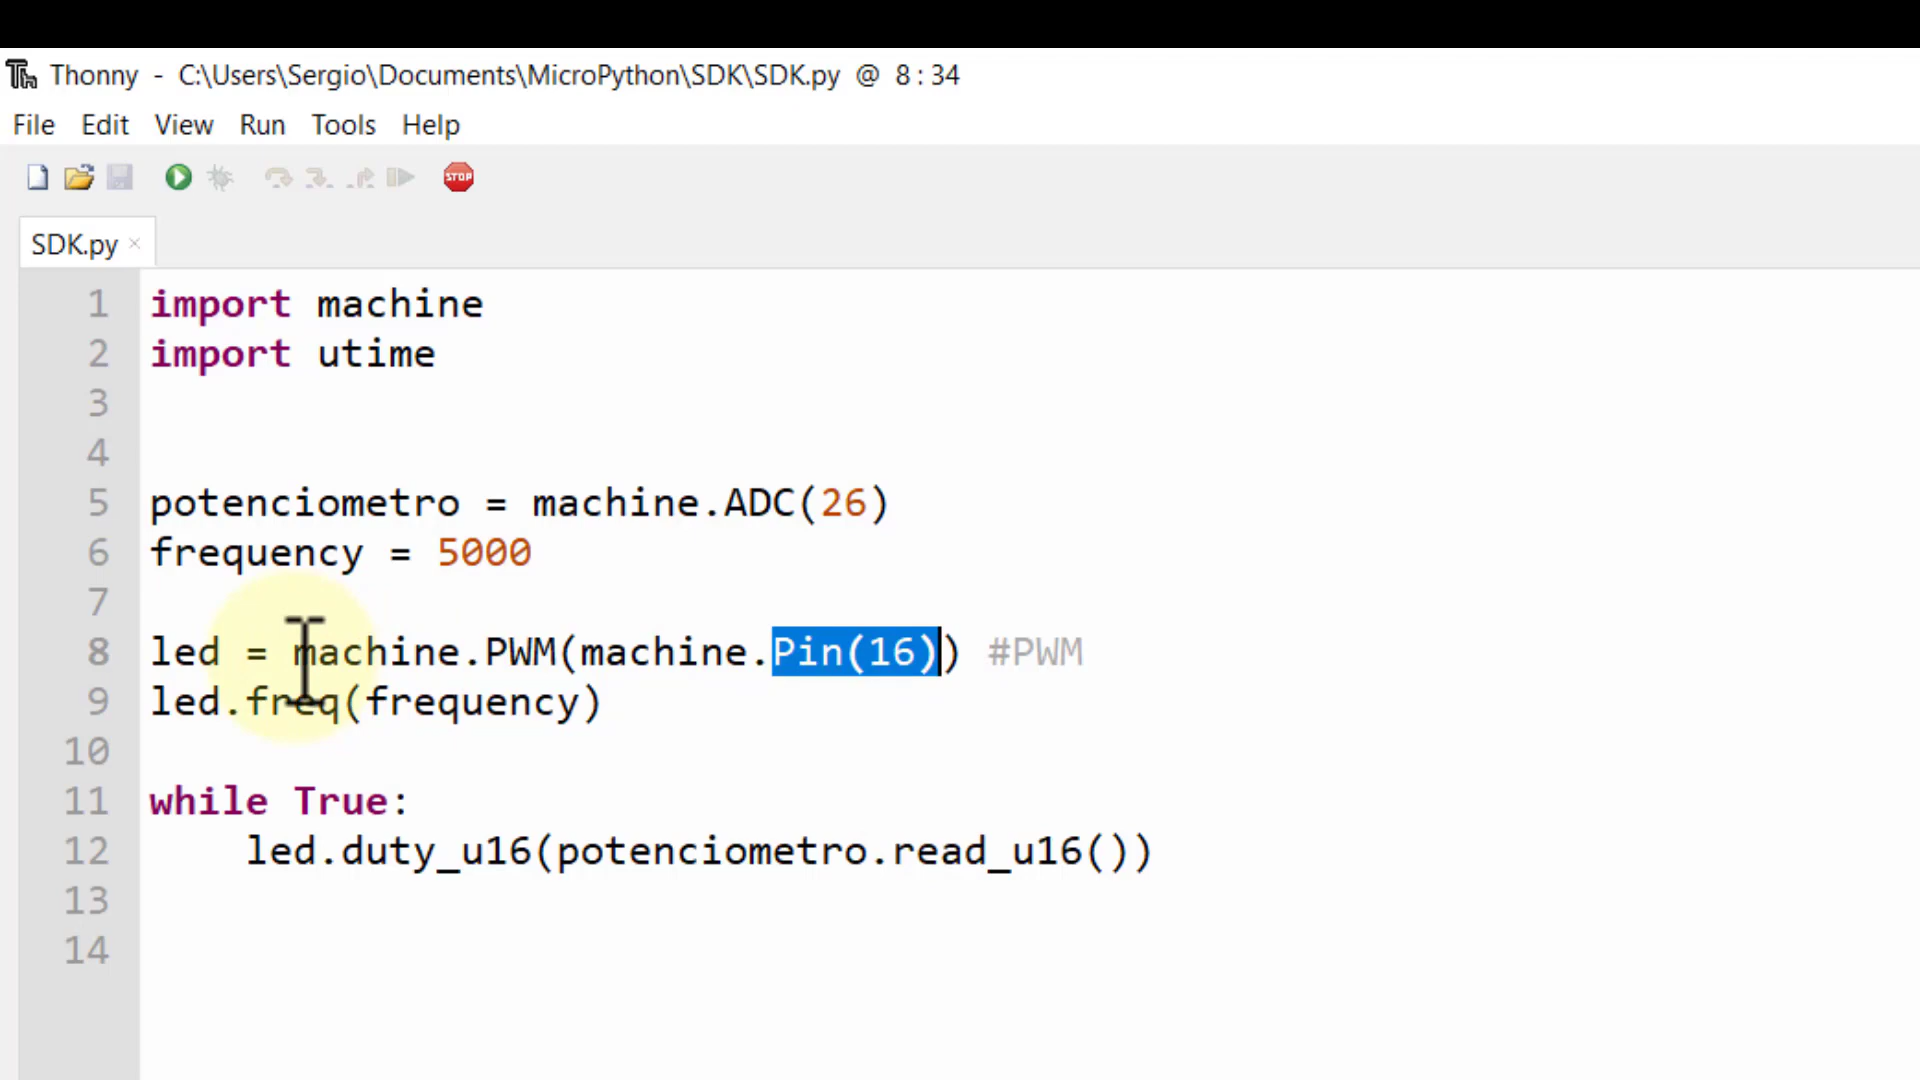 Thonny - C:\Users\Sergio\Documents\MicroPython\SDK\SDK.py @ 8 : 34
File Edit View Run Tools Help
STOP
SDK.py ×
1 import machine
2 import utime
3
4
5 potenciometro = machine.ADC(26)
6 frequency = 5000
7
8 led = machine.PWM(machine.Pin(16)) #PWM
9 led.freq(frequency)
10
11 while True:
12 led.duty_u16(potenciometro.read_u16())
13
14